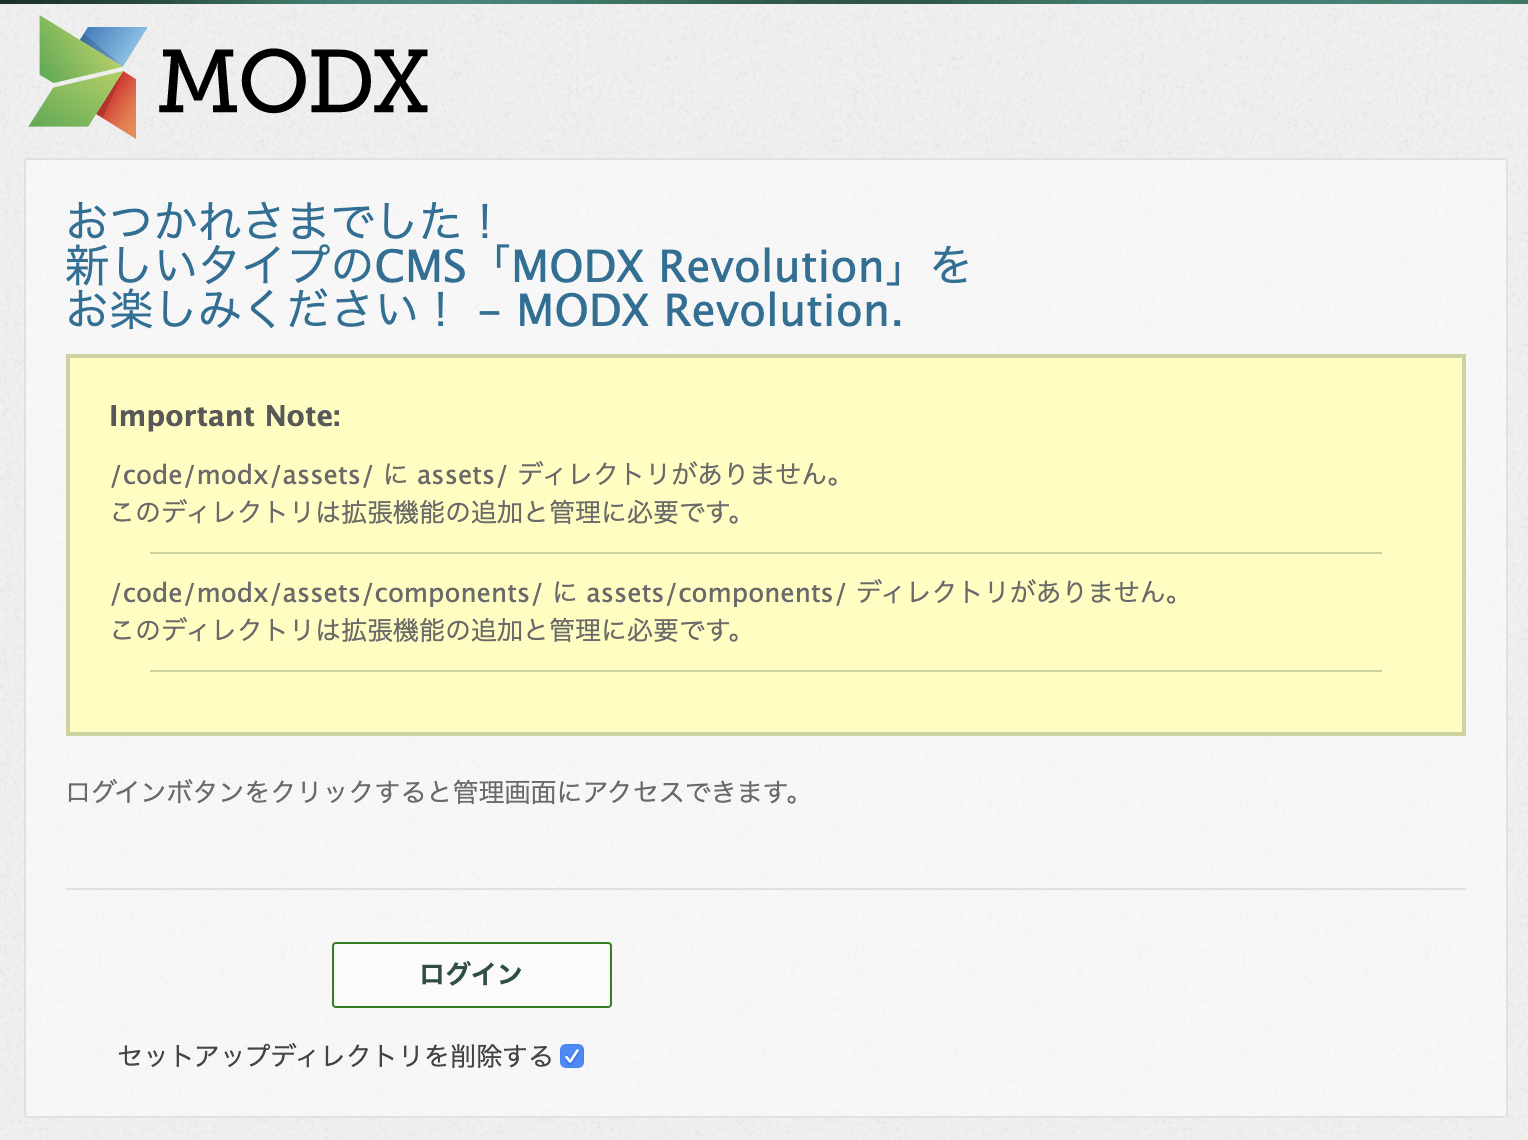 MODX
おつかれさまでした！
新しいタイプのCMS「MODX Revolution」を
お楽しみください！ – MODX Revolution.
Important Note:
/code/modx/assets/ に assets/ ディレクトリがありません。
このディレクトリは拡張機能の追加と管理に必要です。
/code/modx/assets/components/ に assets/components/ ディレクトリがありません。
このディレクトリは拡張機能の追加と管理に必要です。
ログインボタンをクリックすると管理画面にアクセスできます。
ログイン
セットアップディレクトリを削除する